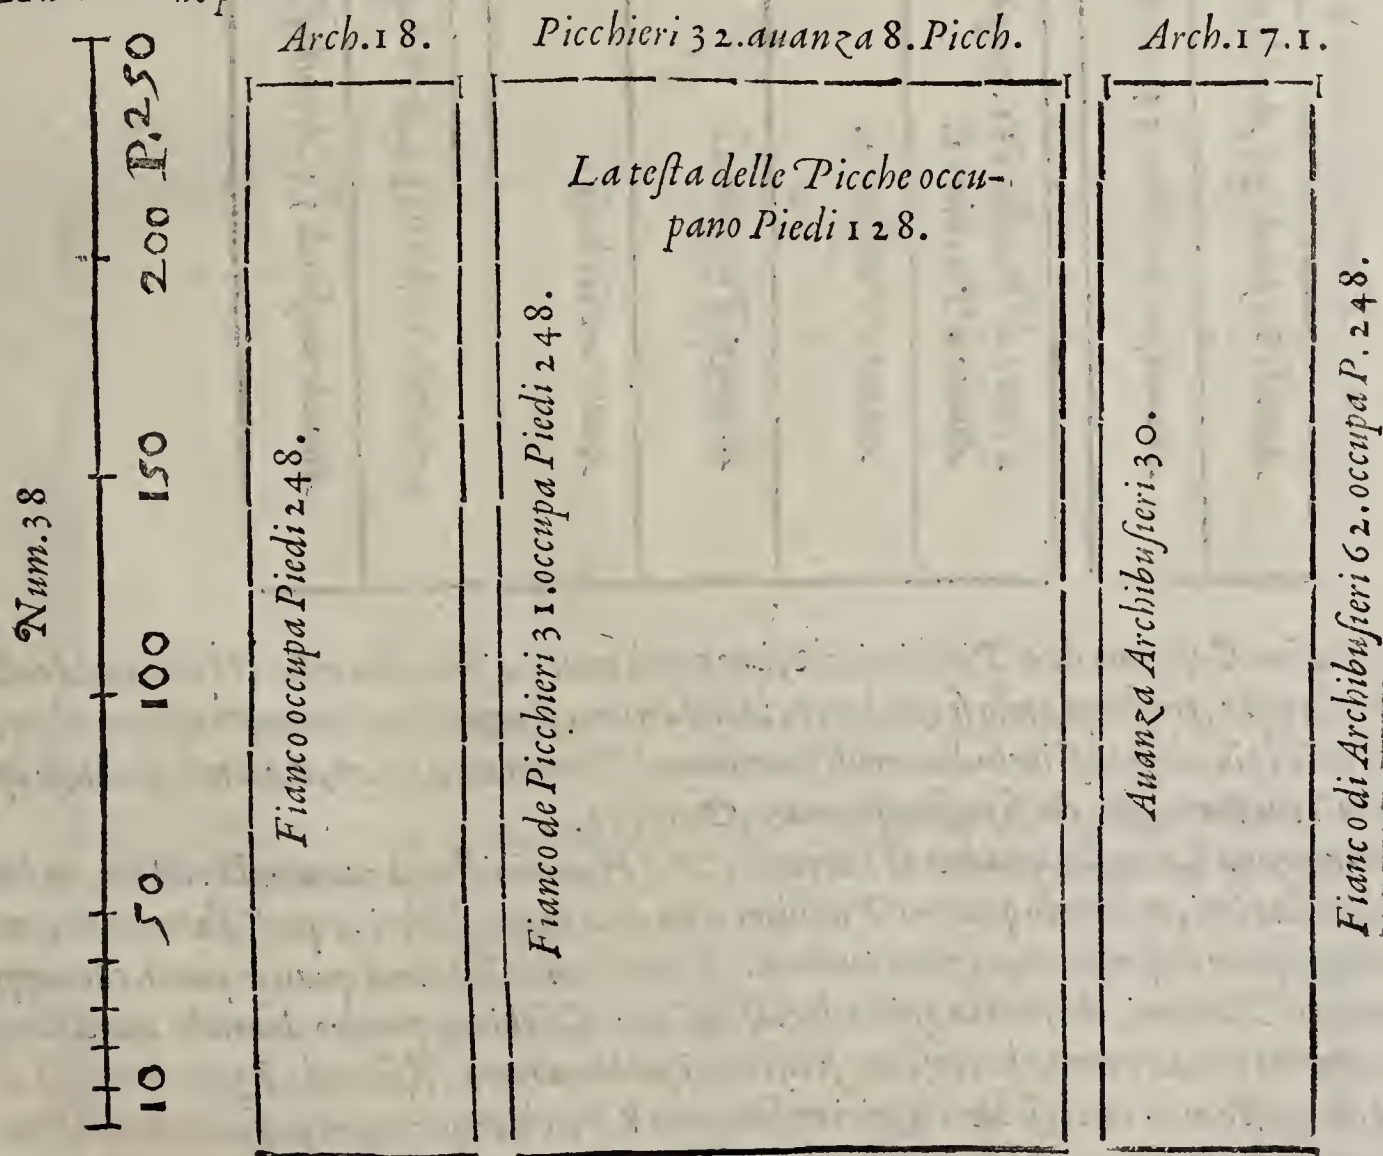 Arch.18.
Picchieri 32.auanza 8.Picch.
Arch.17.1.
La teſta delle Picche occu-
pano Piedi 128.
Num.38
P.250
200
150
100
50
10
Fianco occupa Piedi 248.
Fianco de Picchieri 31.occupa Piedi 248.
Auanza Archibuſieri.30.
Fianco di Archibuſieri 62.occupa P.248.